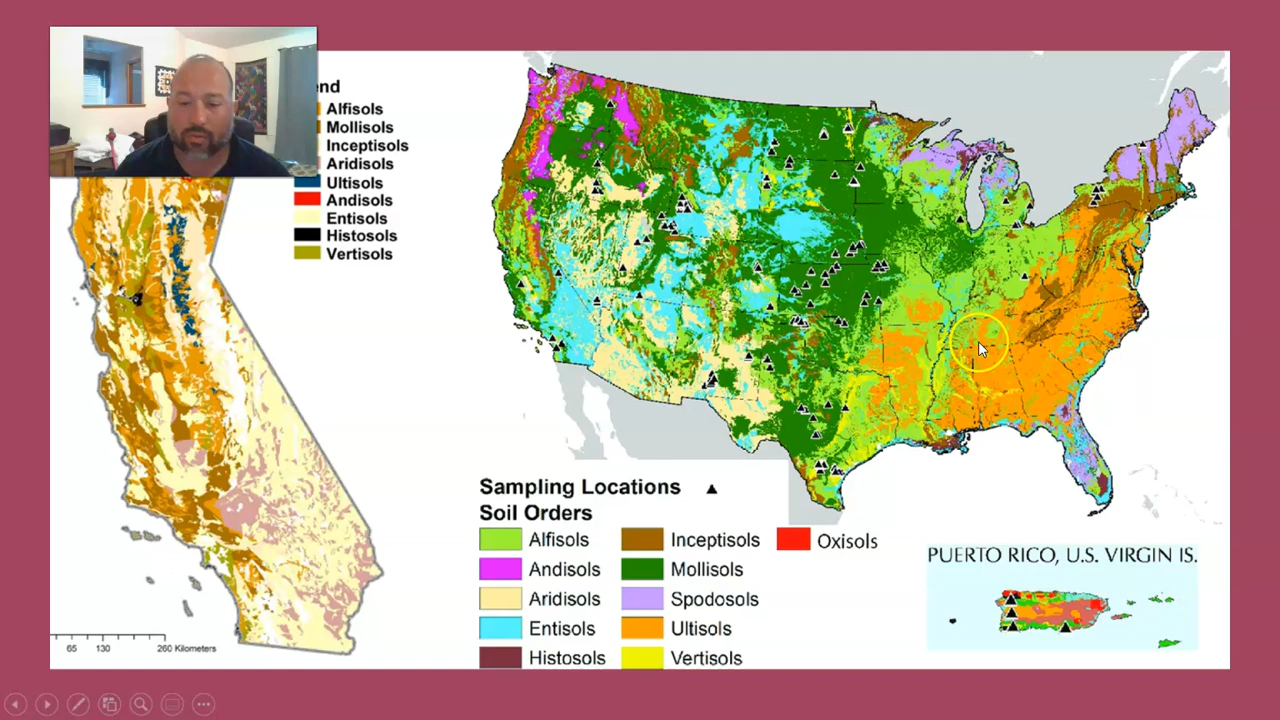 end
Alfisols
Mollisols
Inceptisols
Aridisols
Ultisols
Andisols
Entisols
Histosols
Vertisols
65 130 260 Kilometers
Sampling Locations
Soil Orders
Alfisols
Andisols
Aridisols
Entisols
Histosols
Inceptisols
Mollisols
Spodosols
Ultisols
Vertisols
Oxisols
PUERTO RICO, U.S. VIRGIN IS.